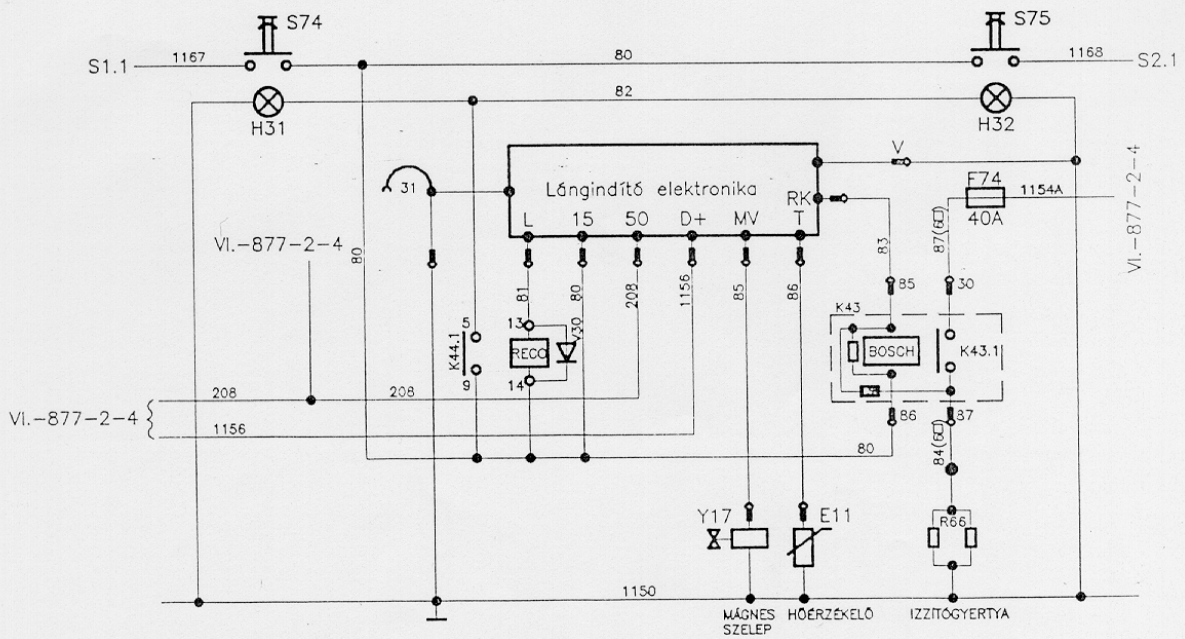 S74
S75
S1.1
1167
80
1168
S2.1
82
H31
H32
V
31
Lángindító elektronika
RK
F74
1154A
40A
L
15
50
D+
MV
T
VI.-877-2-4
VI.-877-2-4
80
83
87(6□)
81
80
208
1156
85
86
85
30
K43
5
13
V30
K44.1
RECO
BOSCH
K43.1
9
14
208
208
VI.-877-2-4
1156
86
87
80
84(6□)
Y17
E11
R66
1150
MÁGNES
SZELEP
HŐÉRZÉKELŐ
IZZÍTÓGYERTYA